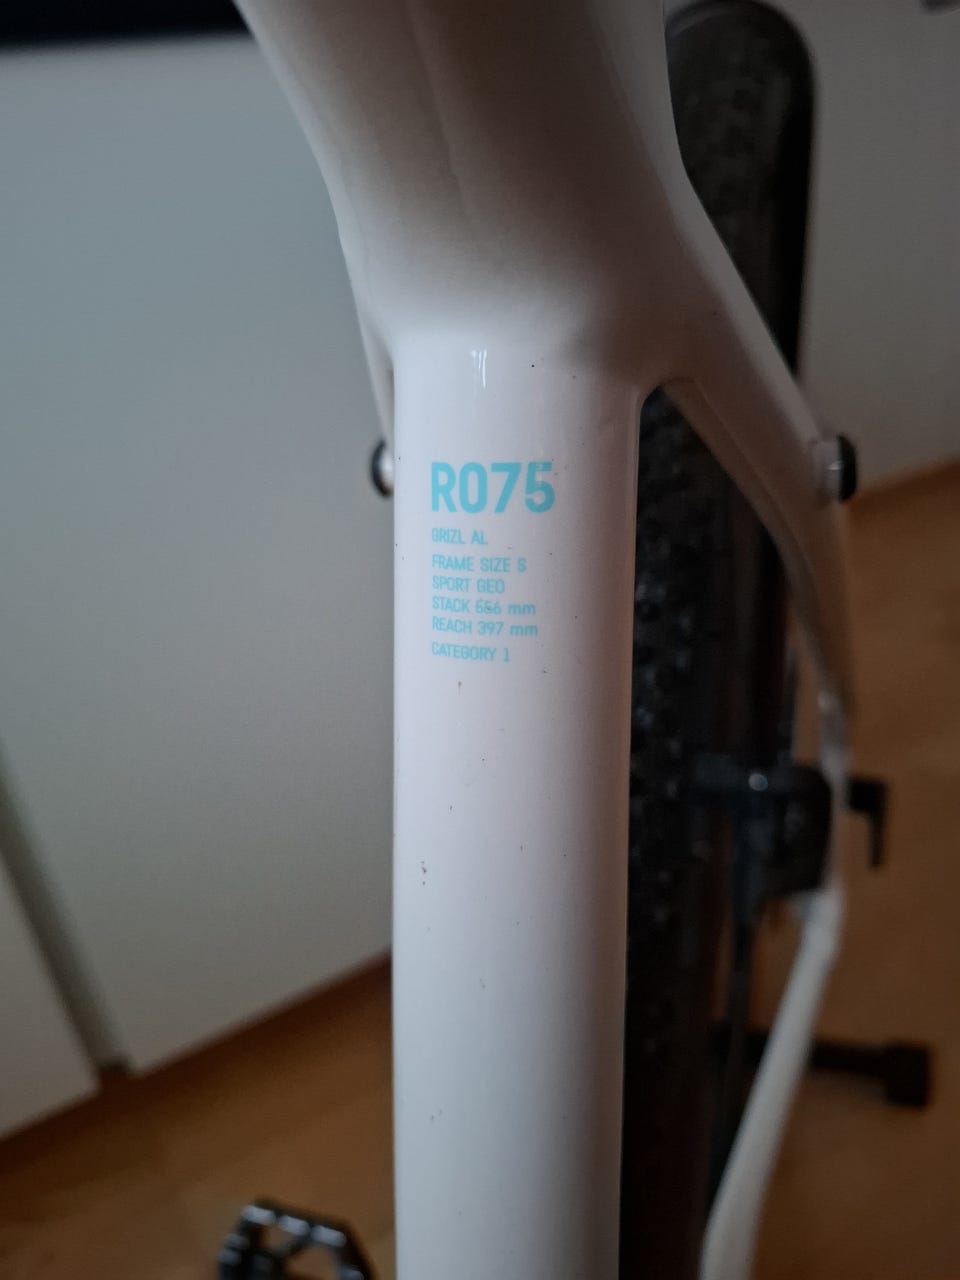 R075
GRIZL AL
FRAME SIZE S
SPORT GEO
STACK 556 mm
REACH 397 mm
CATEGORY 1